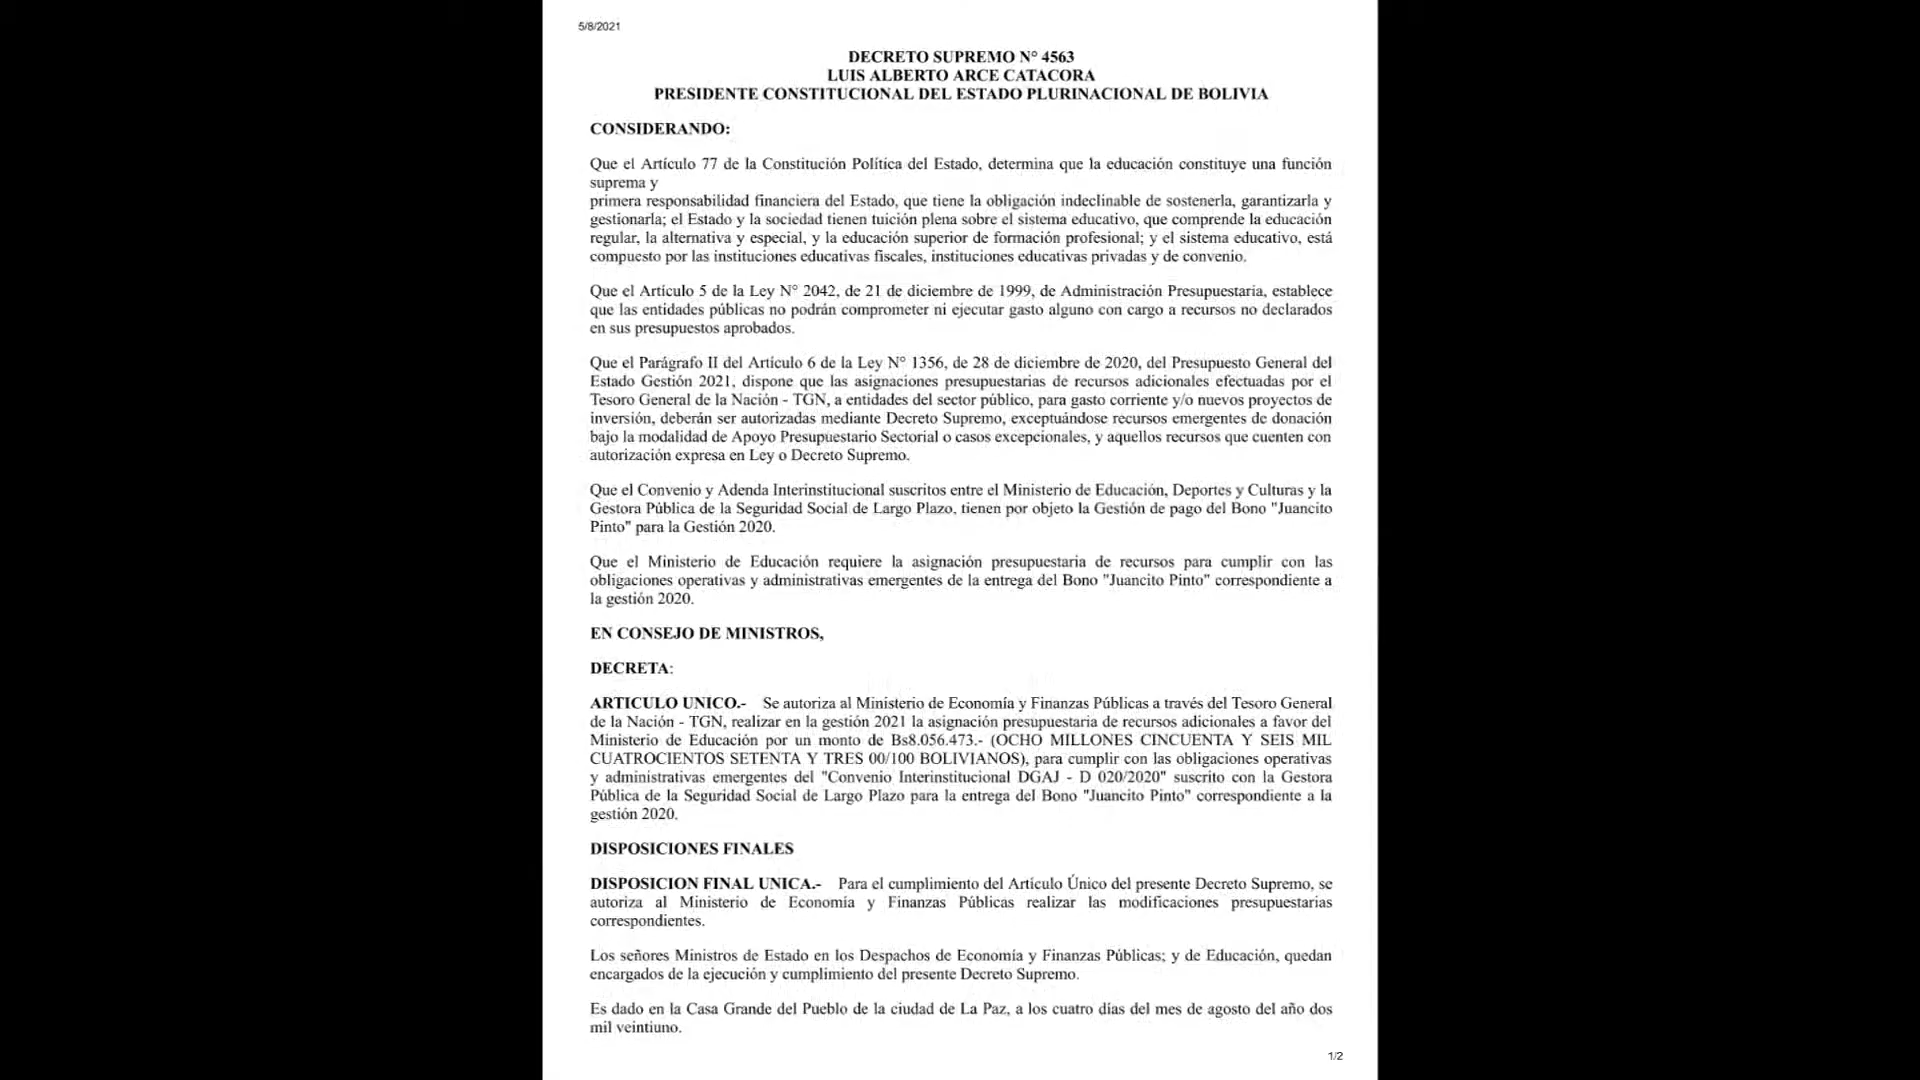 5/8/2021
DECRETO SUPREMO N° 4563
LUIS ALBERTO ARCE CATACORA
PRESIDENTE CONSTITUCIONAL DEL ESTADO PLURINACIONAL DE BOLIVIA
CONSIDERANDO:
Que el Artículo 77 de la Constitución Política del Estado, determina que la educación constituye una función
suprema y
primera responsabilidad financiera del Estado, que tiene la obligación indeclinable de sostenerla, garantizarla y
gestionarla; el Estado y la sociedad tienen tuición plena sobre el sistema educativo, que comprende la educación
regular, la alternativa y especial, y la educación superior de formación profesional; y el sistema educativo, está
compuesto por las instituciones educativas fiscales, instituciones educativas privadas y de convenio.
Que el Artículo 5 de la Ley N° 2042, de 21 de diciembre de 1999, de Administración Presupuestaria, establece
que las entidades públicas no podrán comprometer ni ejecutar gasto alguno con cargo a recursos no declarados
en sus presupuestos aprobados.
Que el Parágrafo II del Artículo 6 de la Ley N° 1356, de 28 de diciembre de 2020, del Presupuesto General del
Estado Gestión 2021, dispone que las asignaciones presupuestarias de recursos adicionales efectuadas por el
Tesoro General de la Nación - TGN, a entidades del sector público, para gasto corriente y/o nuevos proyectos de
inversión, deberán ser autorizadas mediante Decreto Supremo, exceptuándose recursos emergentes de donación
bajo la modalidad de Apoyo Presupuestario Sectorial o casos excepcionales, y aquellos recursos que cuenten con
autorización expresa en Ley o Decreto Supremo.
Que el Convenio y Adenda Interinstitucional suscritos entre el Ministerio de Educación, Deportes y Culturas y la
Gestora Pública de la Seguridad Social de Largo Plazo, tienen por objeto la Gestión de pago del Bono "Juancito
Pinto" para la Gestión 2020.
Que el Ministerio de Educación requiere la asignación presupuestaria de recursos para cumplir con las
obligaciones operativas y administrativas emergentes de la entrega del Bono "Juancito Pinto" correspondiente a
la gestión 2020.
EN CONSEJO DE MINISTROS,
DECRETA:
ARTICULO UNICO.- Se autoriza al Ministerio de Economía y Finanzas Públicas a través del Tesoro General
de la Nación - TGN, realizar en la gestión 2021 la asignación presupuestaria de recursos adicionales a favor del
Ministerio de Educación por un monto de Bs8.056.473.- (OCHO MILLONES CINCUENTA Y SEIS MIL
CUATROCIENTOS SETENTA Y TRES 00/100 BOLIVIANOS), para cumplir con las obligaciones operativas
y administrativas emergentes del "Convenio Interinstitucional DGAJ - D 020/2020" suscrito con la Gestora
Pública de la Seguridad Social de Largo Plazo para la entrega del Bono "Juancito Pinto" correspondiente a la
gestión 2020.
DISPOSICIONES FINALES
DISPOSICION FINAL UNICA.- Para el cumplimiento del Artículo Único del presente Decreto Supremo, se
autoriza al Ministerio de Economía y Finanzas Públicas realizar las modificaciones presupuestarias
correspondientes.
Los señores Ministros de Estado en los Despachos de Economía y Finanzas Públicas; y de Educación, quedan
encargados de la ejecución y cumplimiento del presente Decreto Supremo.
Es dado en la Casa Grande del Pueblo de la ciudad de La Paz, a los cuatro días del mes de agosto del año dos
mil veintiuno.
1/2